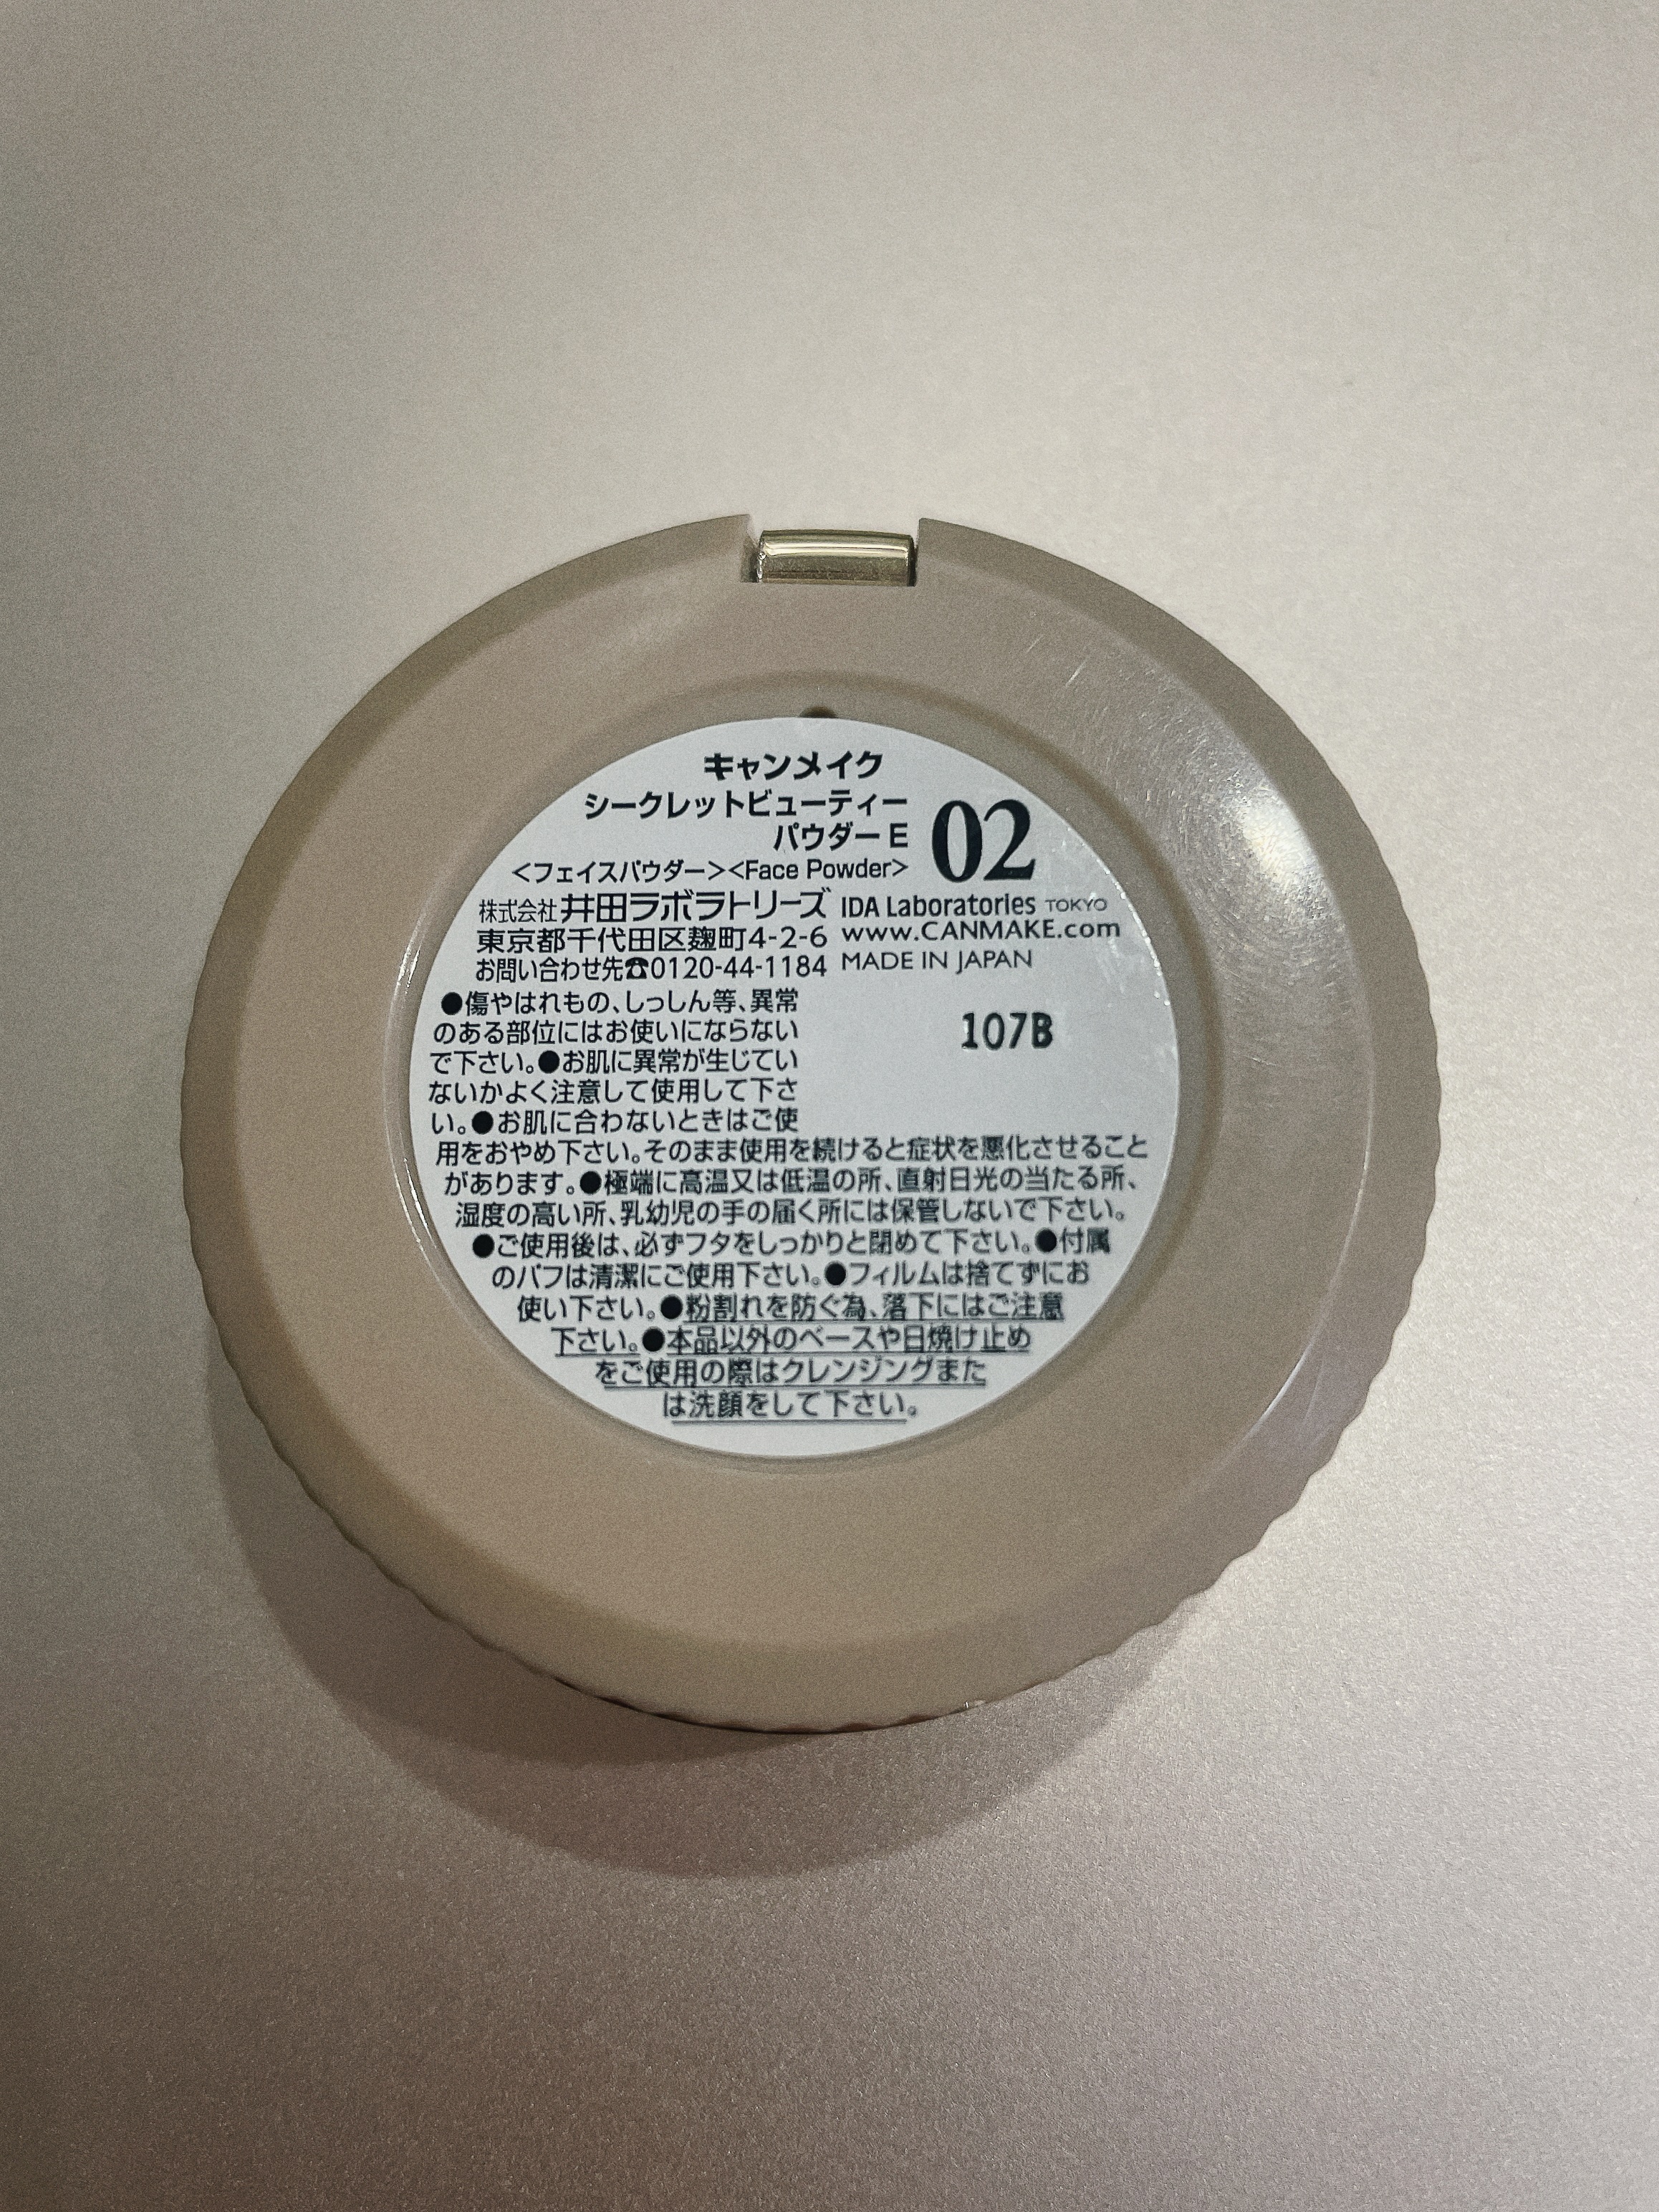 キャンメイク
シークレットビューティー
パウダー E
02
<フェイスパウダー><Face Powder>
株式会社井田ラボラトリーズ IDA Laboratories TOKYO
東京都千代田区麹町4-2-6 www.CANMAKE.com
お問い合わせ先☎0120-44-1184 MADE IN JAPAN
107B
●傷やはれもの、しっしん等、異常
のある部位にはお使いにならない
で下さい。●お肌に異常が生じてい
ないかよく注意して使用して下さ
い。●お肌に合わないときはご使
用をおやめ下さい。そのまま使用を続けると症状を悪化させること
があります。●極端に高温又は低温の所、直射日光の当たる所、
湿度の高い所、乳幼児の手の届く所には保管しないで下さい。
●ご使用後は、必ずフタをしっかりと閉めて下さい。●付属
のパフは清潔にご使用下さい。●フィルムは捨てずにお
使い下さい。●粉割れを防ぐ為、落下にはご注意
下さい。●本品以外のベースや日焼け止め
をご使用の際はクレンジングまた
は洗顔をして下さい。